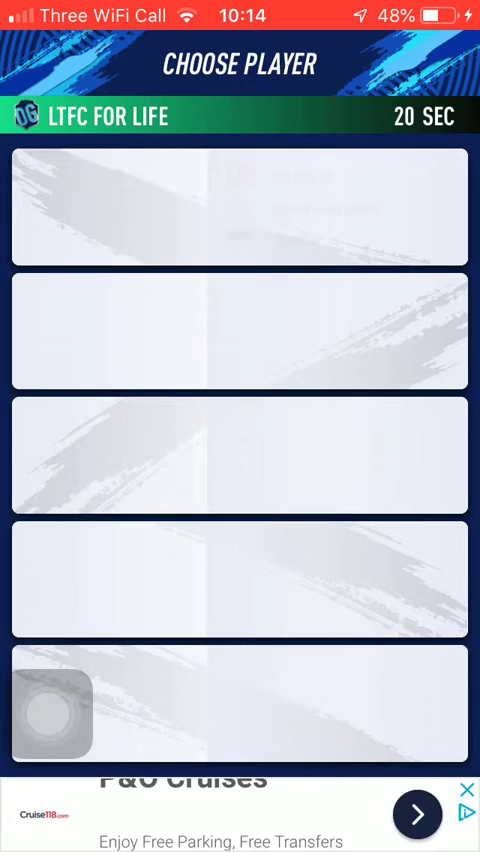 Three WiFi Call 10:14 48%
CHOOSE PLAYER
DG LTFC FOR LIFE 20 SEC
P&O Cruises
Cruise118.com
Enjoy Free Parking, Free Transfers